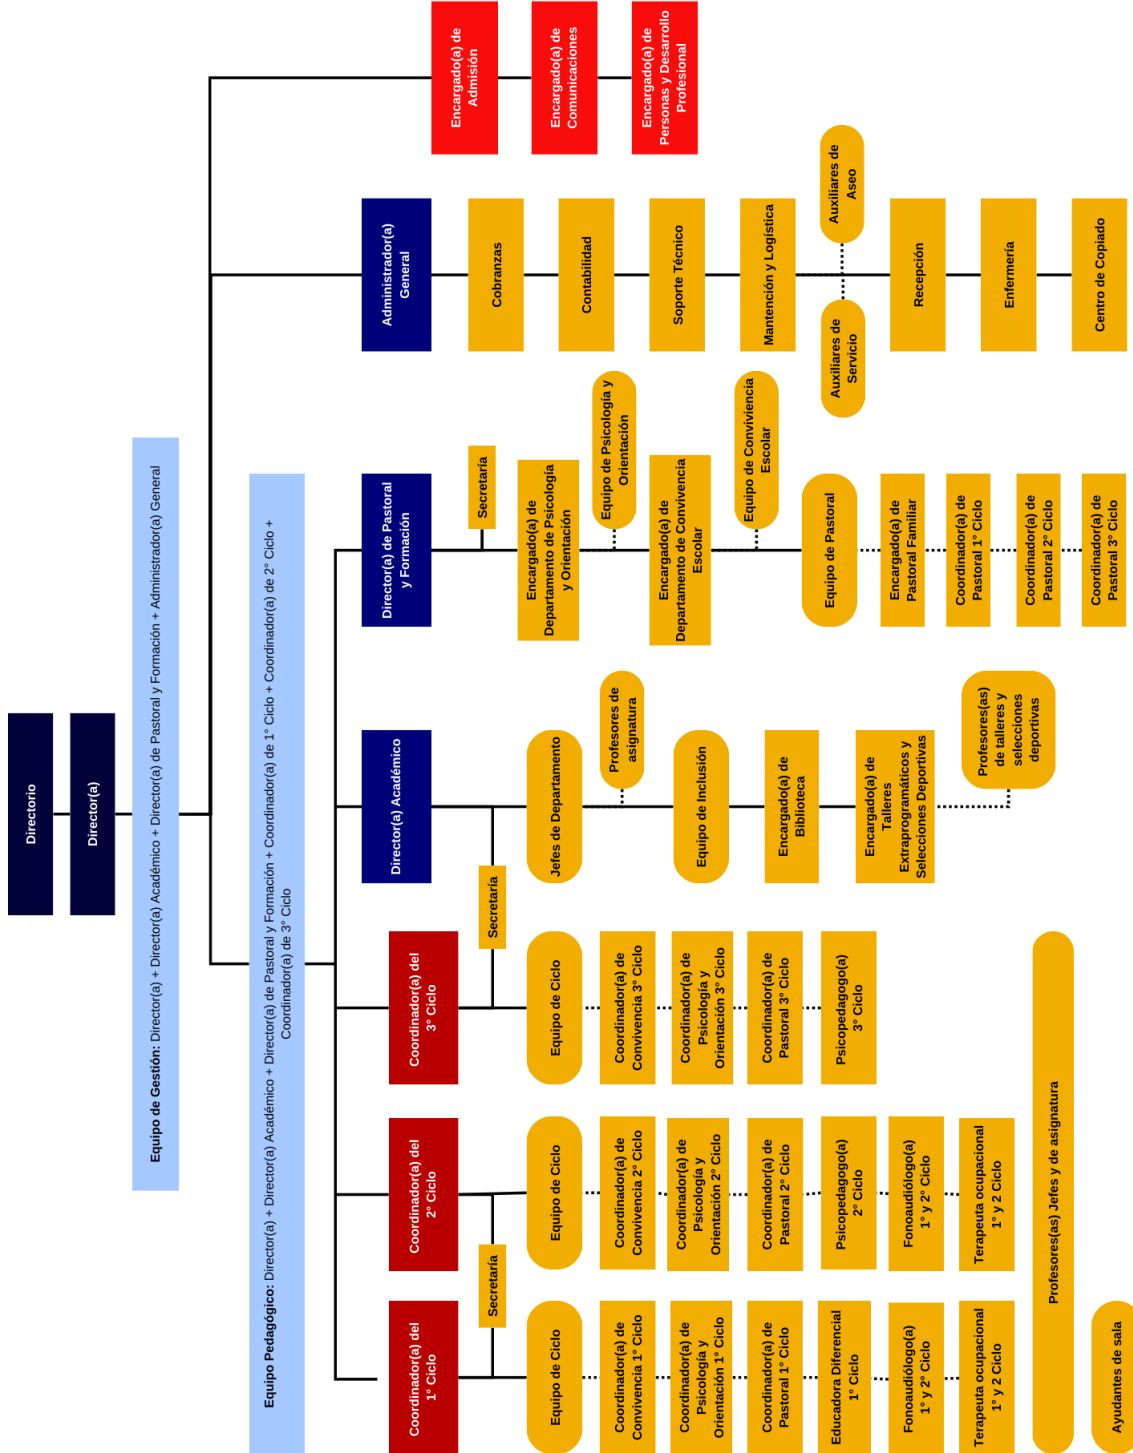 Directorio
Director(a)
Equipo de Gestión: Director(a) + Director(a) Académico + Director(a) de Pastoral y Formación + Administrador(a) General
Equipo Pedagógico: Director(a) + Director(a) Académico + Director(a) de Pastoral y Formación + Coordinador(a) de 1° Ciclo + Coordinador(a) de 2° Ciclo +
Coordinador(a) de 3° Ciclo
Coordinador(a) del
1° Ciclo
Secretaría
Equipo de Ciclo
Coordinador(a) de
Convivencia 1° Ciclo
Coordinador(a) de
Psicología y
Orientación 1° Ciclo
Coordinador(a) de
Pastoral 1° Ciclo
Educadora Diferencial
1° Ciclo
Fonoaudiólogo(a)
1° y 2° Ciclo
Terapeuta ocupacional
1° y 2 Ciclo
Coordinador(a) del
2° Ciclo
Equipo de Ciclo
Coordinador(a) de
Convivencia 2° Ciclo
Coordinador(a) de
Psicología y
Orientación 2° Ciclo
Coordinador(a) de
Pastoral 2° Ciclo
Psicopedagogo(a)
2° Ciclo
Fonoaudiólogo(a)
1° y 2° Ciclo
Terapeuta ocupacional
1° y 2 Ciclo
Coordinador(a) del
3° Ciclo
Secretaría
Equipo de Ciclo
Coordinador(a) de
Convivencia 3° Ciclo
Coordinador(a) de
Psicología y
Orientación 3° Ciclo
Coordinador(a) de
Pastoral 3° Ciclo
Psicopedagogo(a)
3° Ciclo
Profesores(as) Jefes y de asignatura
Ayudantes de sala
Director(a) Académico
Jefes de Departamento
Profesores de
asignatura
Equipo de Inclusión
Encargado(a) de
Biblioteca
Encargado(a) de
Talleres
Extraprogramáticos y
Selecciones Deportivas
Profesores(as)
de talleres y
selecciones
deportivas
Director(a) de Pastoral
y Formación
Secretaría
Encargado(a) de
Departamento de Psicología
y Orientación
Equipo de Psicología y
Orientación
Encargado(a) de
Departamento de Convivencia
Escolar
Equipo de Conviviencia
Escolar
Equipo de Pastoral
Encargado(a) de
Pastoral Familiar
Coordinador(a) de
Pastoral 1° Ciclo
Coordinador(a) de
Pastoral 2° Ciclo
Coordinador(a) de
Pastoral 3° Ciclo
Administrador(a)
General
Cobranzas
Contabilidad
Soporte Técnico
Mantención y Logística
Auxiliares de
Servicio
Auxiliares de
Aseo
Recepción
Enfermería
Centro de Copiado
Encargado(a) de
Admisión
Encargado(a) de
Comunicaciones
Encargado(a) de
Personas y Desarrollo
Profesional